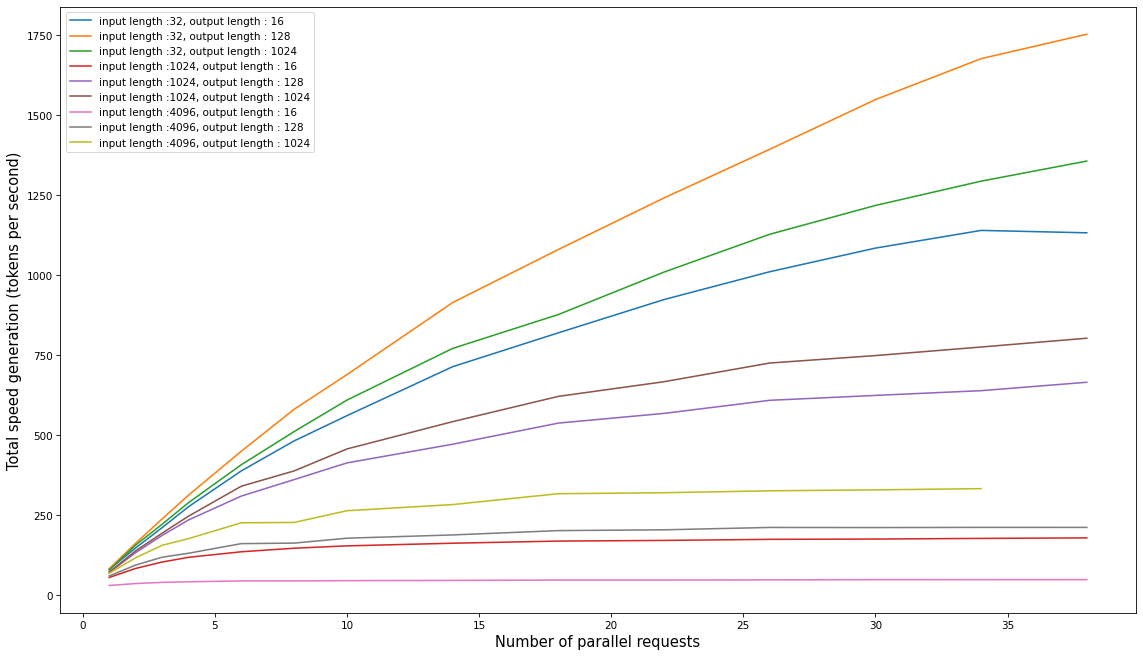 input length :32, output length : 16
input length :32, output length : 128
input length :32, output length : 1024
input length :1024, output length : 16
input length :1024, output length : 128
input length :1024, output length : 1024
input length :4096, output length : 16
input length :4096, output length : 128
input length :4096, output length : 1024
Total speed generation (tokens per second)
1750
1500
1250
1000
750
500
250
0
0 5 10 15 20 25 30 35
Number of parallel requests